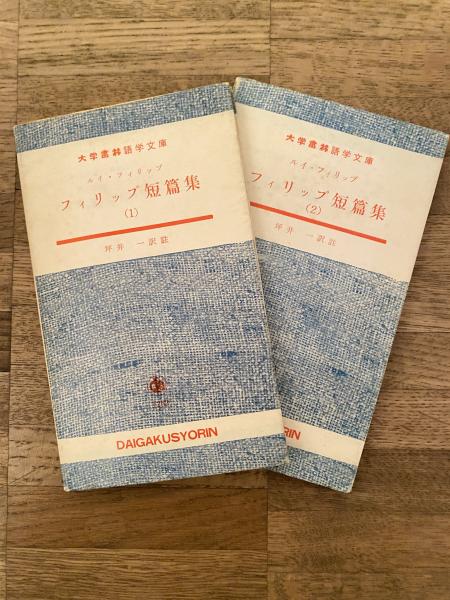 大学書林語学文庫
ルイ・フィリップ
フィリップ短篇集
(1)
坪井 一訳註
DAIGAKUSYORIN
大学書林語学文庫
ルイ・フィリップ
フィリップ短篇集
(2)
坪井 一訳註
RIN